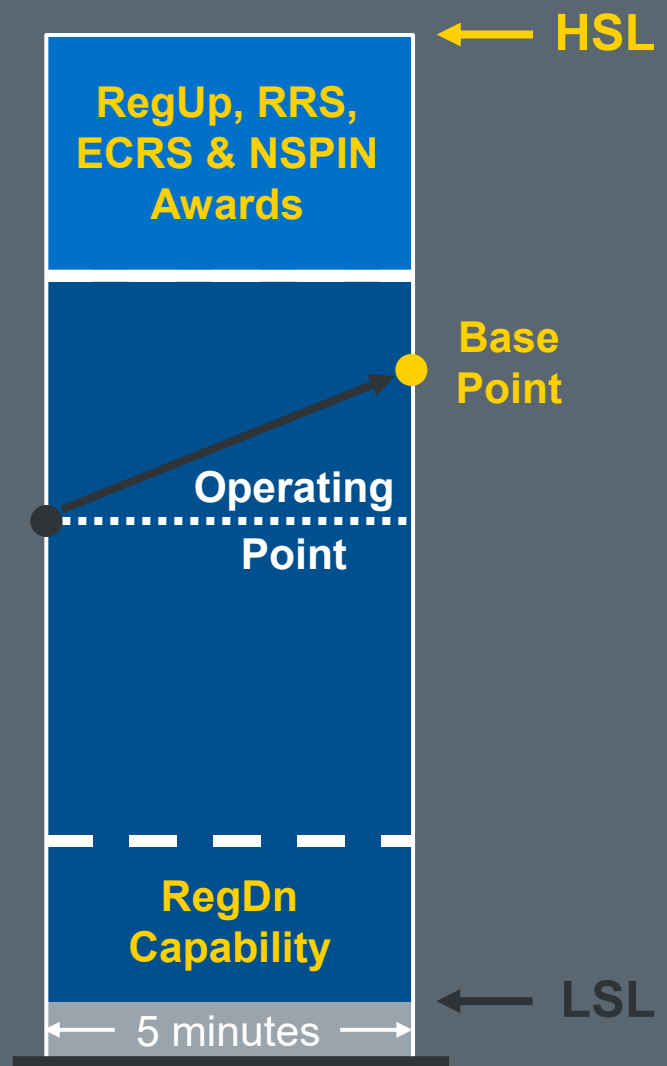 HSL
RegUp, RRS,
ECRS & NSPIN
Awards
Base
Point
Operating
Point
RegDn
Capability
LSL
5 minutes